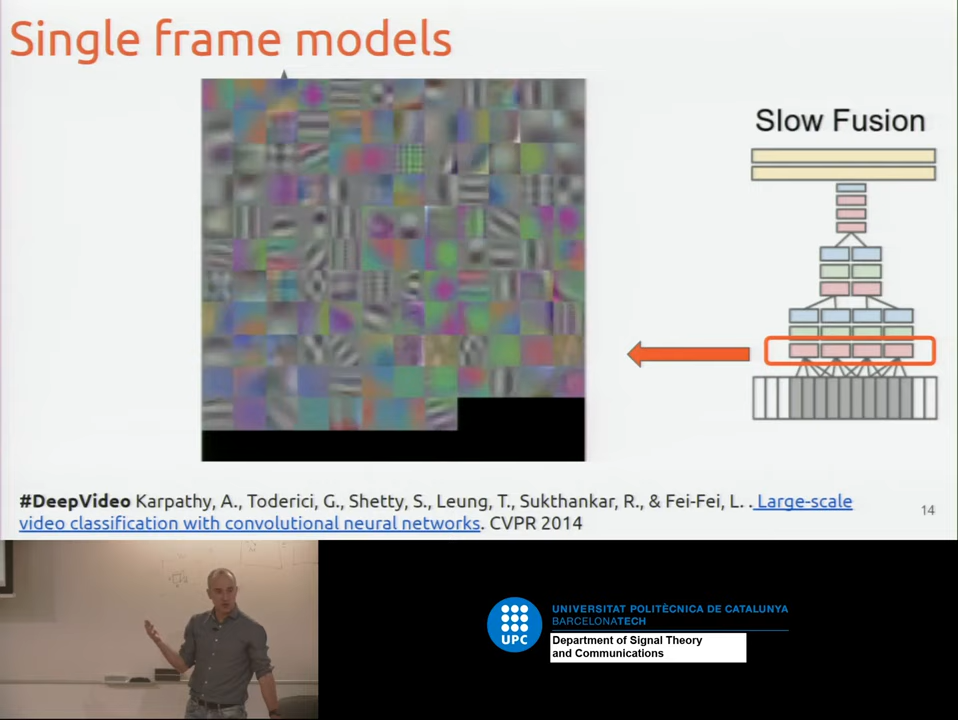 Single frame models
Slow Fusion
#DeepVideo Karpathy, A., Toderici, G., Shetty, S., Leung, T., Sukthankar, R., & Fei-Fei, L. . Large-scale
video classification with convolutional neural networks. CVPR 2014
14
UPC
UNIVERSITAT POLITÈCNICA DE CATALUNYA
BARCELONATECH
Department of Signal Theory
and Communications